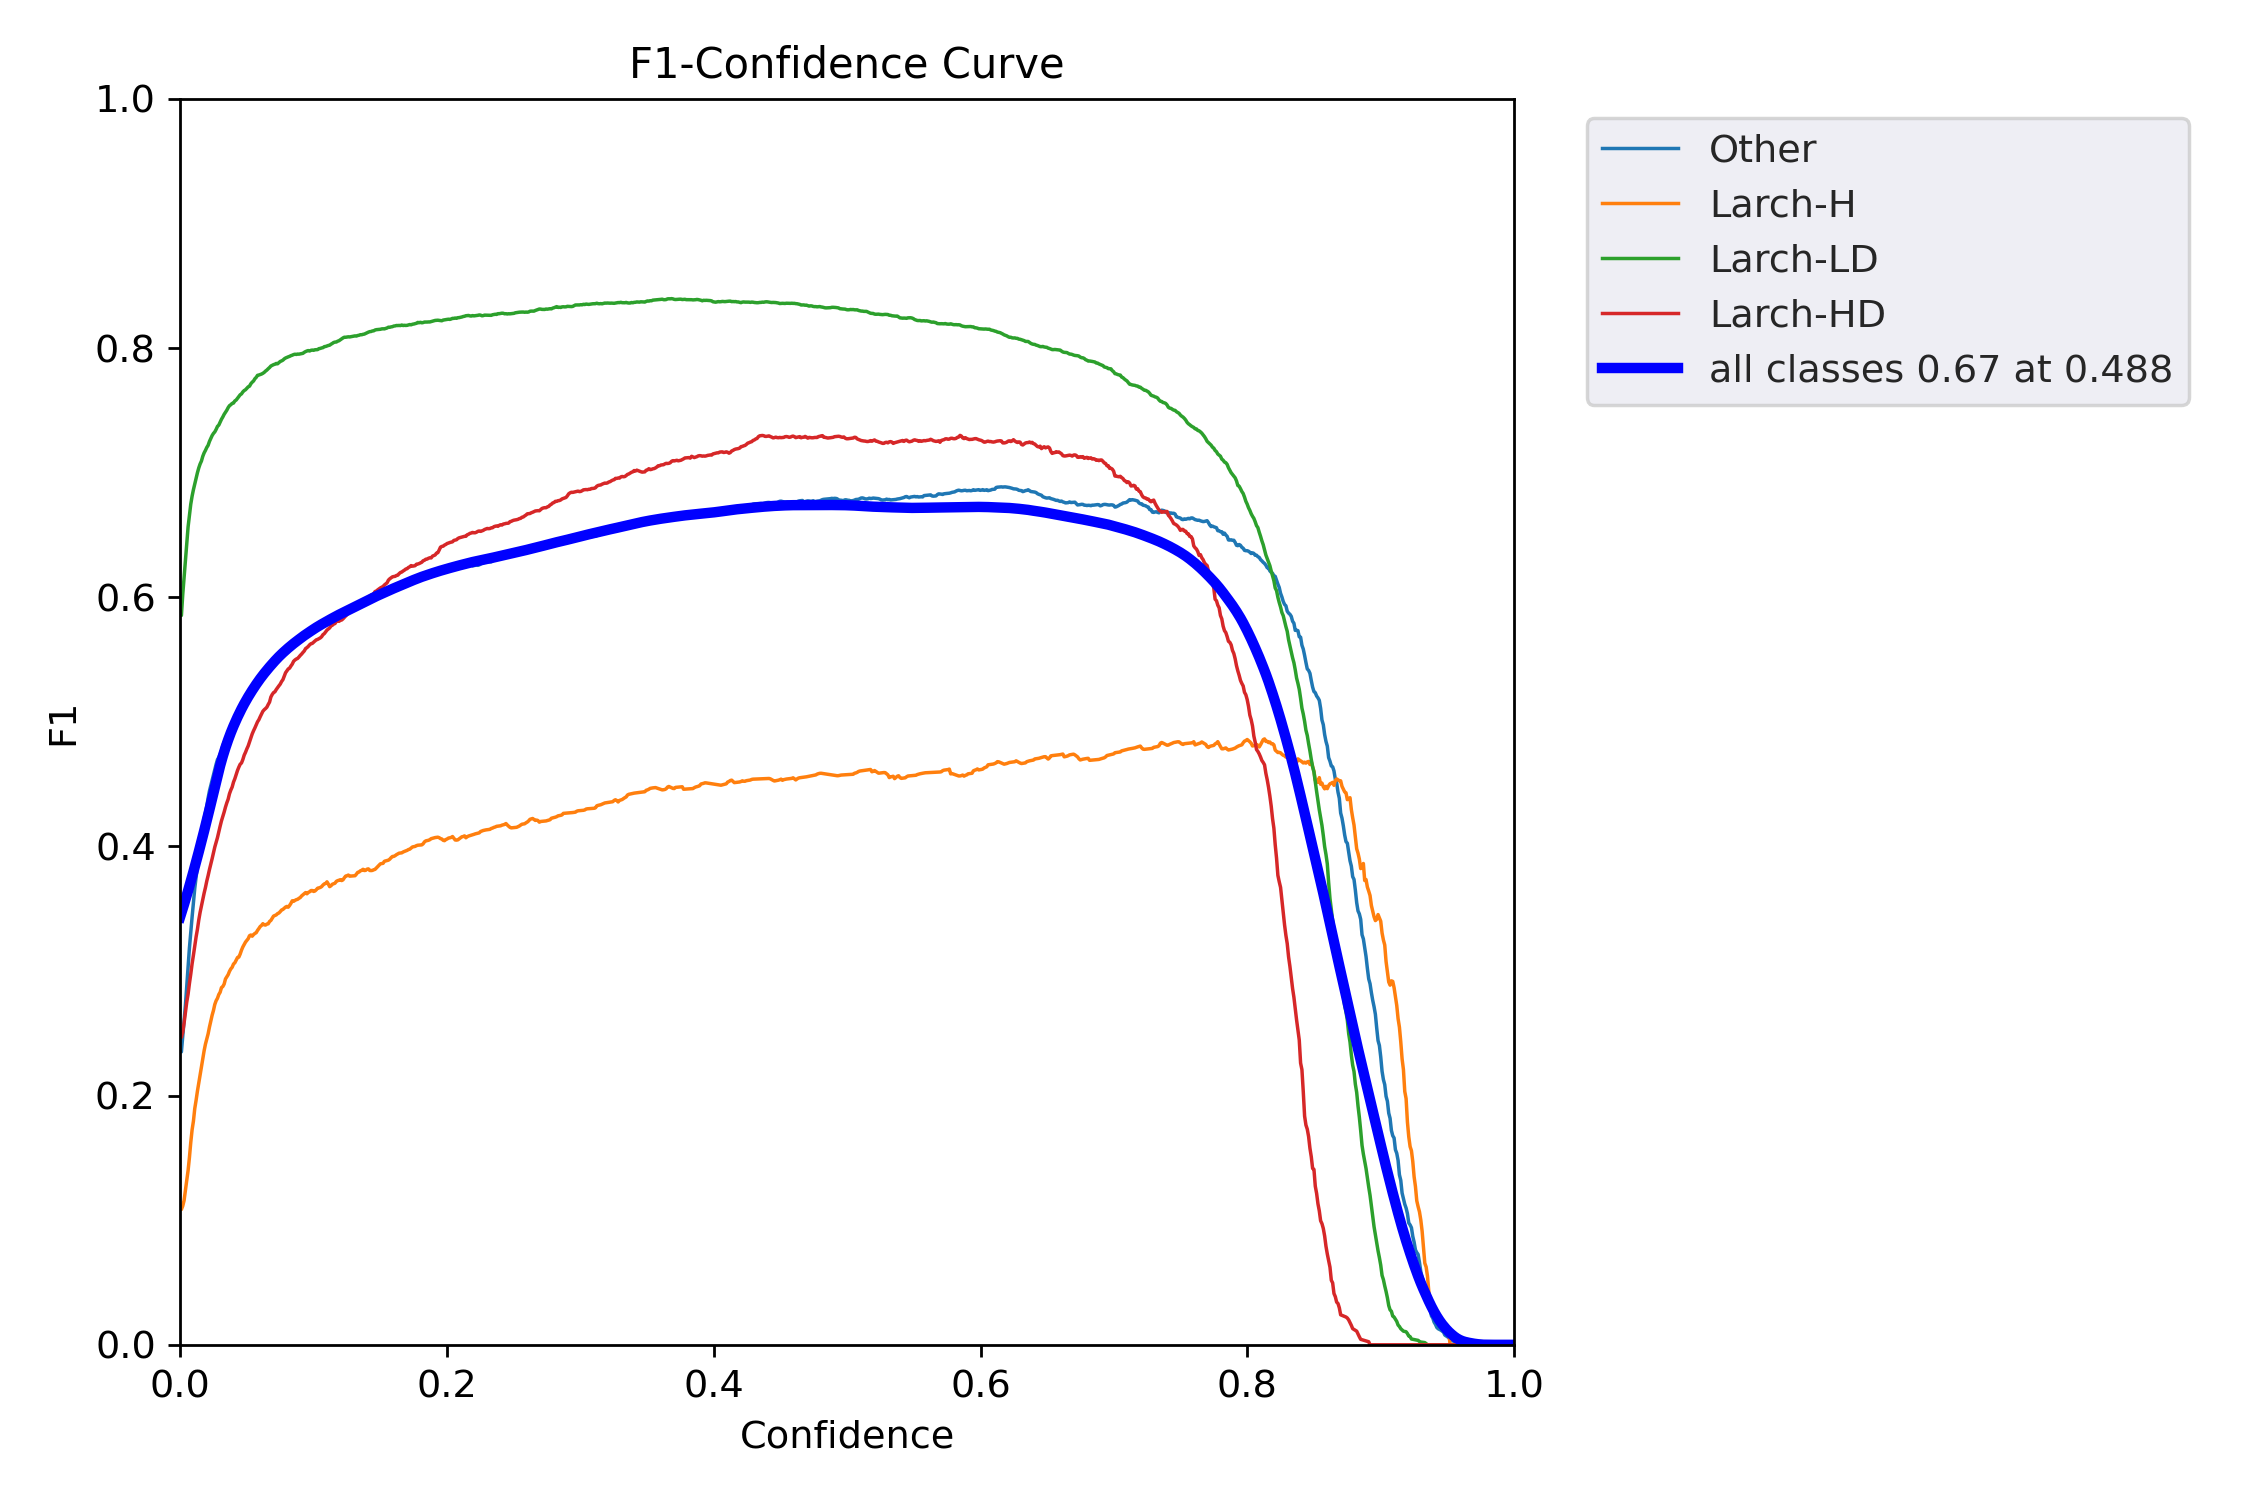 F1-Confidence Curve
1.0
0.8
0.6
0.4
0.2
0.0
F1
0.0 0.2 0.4 0.6 0.8 1.0
Confidence
Other
Larch-H
Larch-LD
Larch-HD
all classes 0.67 at 0.488